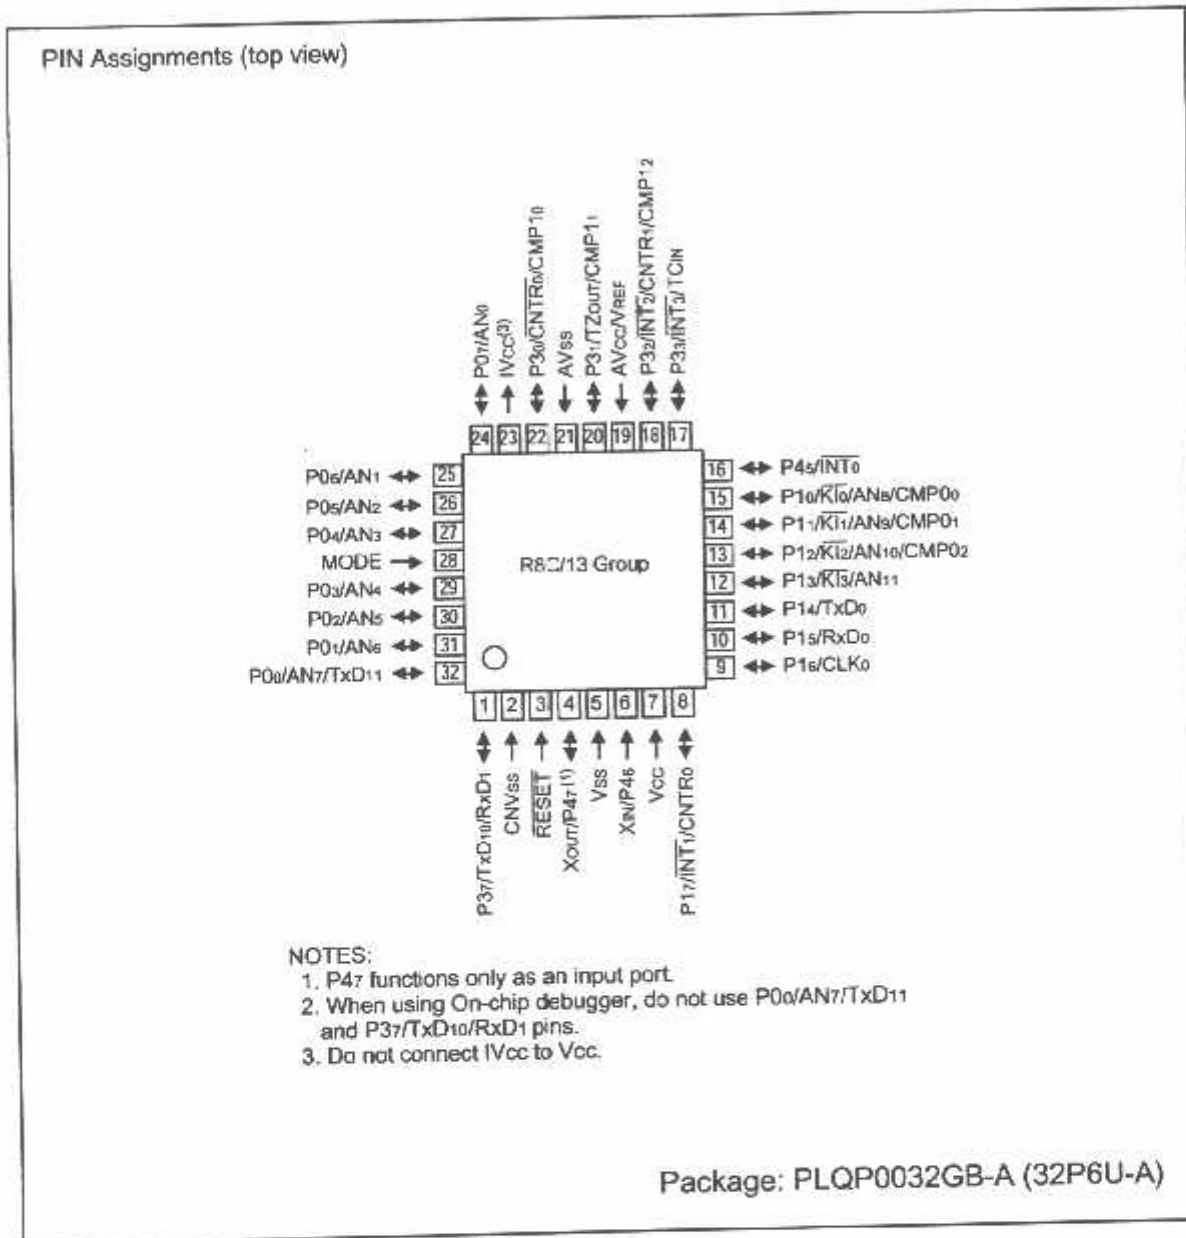 PIN Assignments (top view)
P07/AN0
IVCC(3)
P30/CNTR0/CMP10
AVSS
P31/TZOUT/CMP11
AVCC/VREF
P32/INT2/CNTR1/CMP12
P33/INT3/TCIN
24 23 22 21 20 19 18 17
P06/AN1 25
P05/AN2 26
P04/AN3 27
MODE 28
P03/AN4 29
P02/AN5 30
P01/AN6 31
P00/AN7/TxD11 32
R8C/13 Group
16 P45/INT0
15 P10/KI0/AN8/CMP00
14 P11/KI1/AN9/CMP01
13 P12/KI2/AN10/CMP02
12 P13/KI3/AN11
11 P14/TxD0
10 P15/RxD0
9 P16/CLK0
1 2 3 4 5 6 7 8
P37/TxD10/RxD1
CNVSS
RESET
XOUT/P47 (1)
VSS
XIN/P46
VCC
P17/INT1/CNTR0
NOTES:
1. P47 functions only as an input port.
2. When using On-chip debugger, do not use P00/AN7/TxD11
and P37/TxD10/RxD1 pins.
3. Do not connect IVcc to Vcc.
Package: PLQP0032GB-A (32P6U-A)